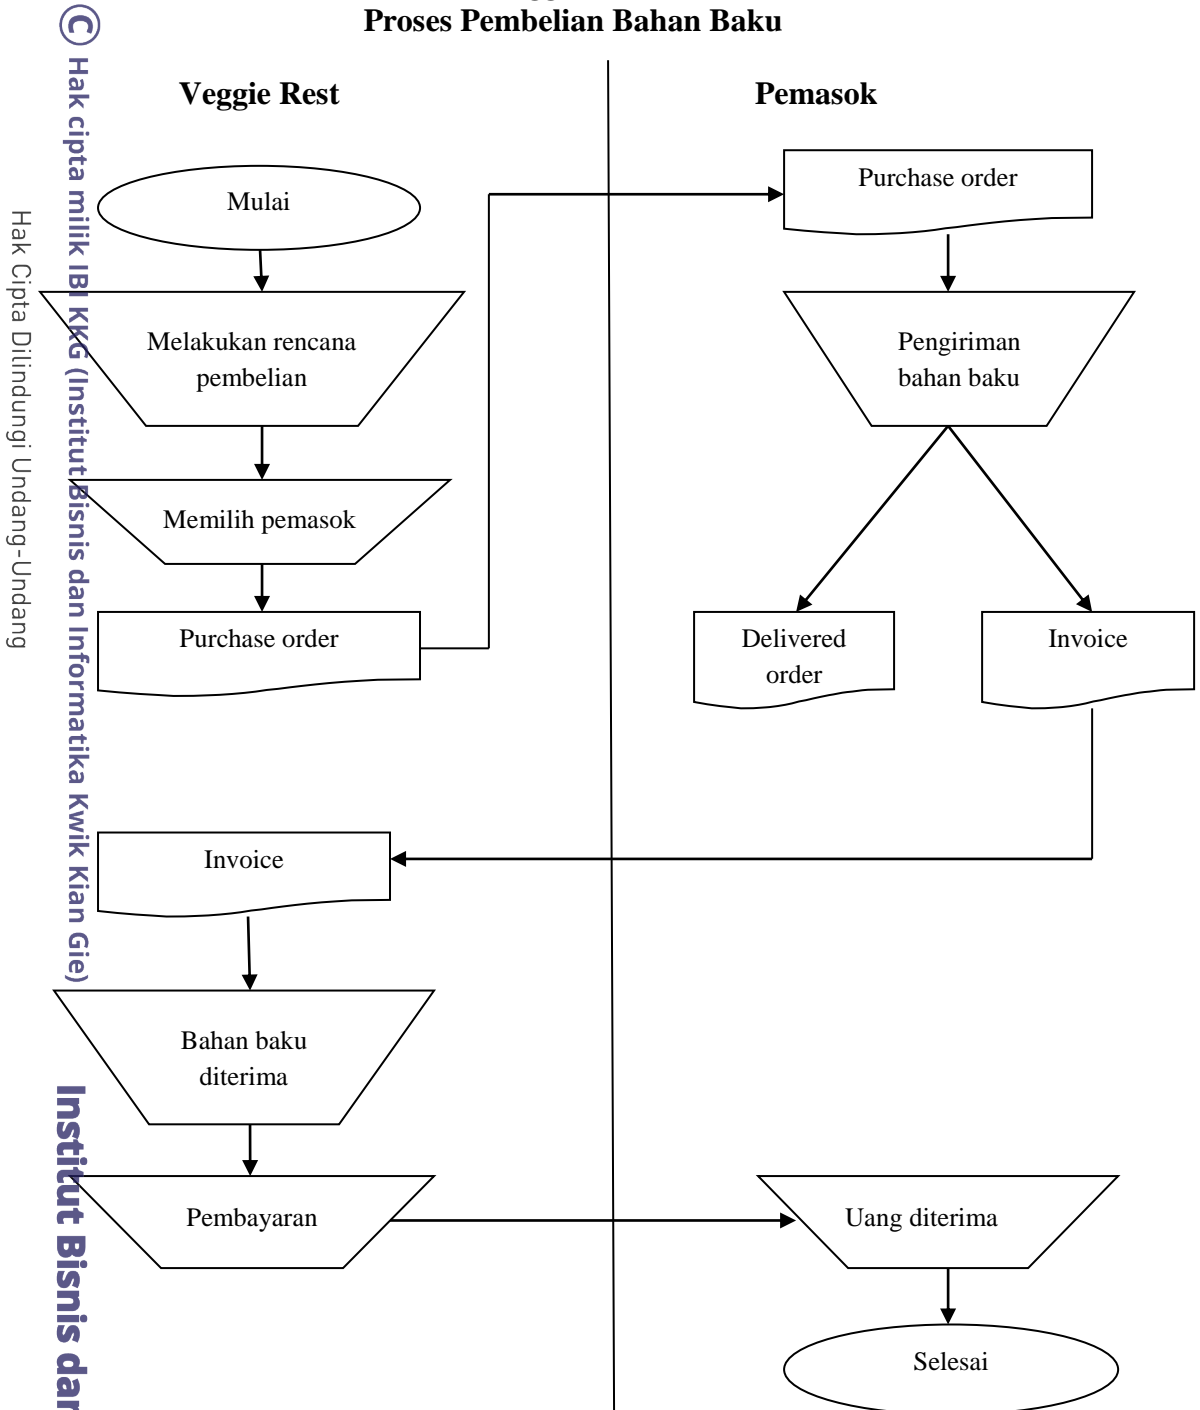 Proses Pembelian Bahan Baku
Veggie Rest
Pemasok
Mulai
Melakukan rencana
pembelian
Memilih pemasok
Purchase order
Purchase order
Pengiriman
bahan baku
Delivered
order
Invoice
Invoice
Bahan baku
diterima
Pembayaran
Uang diterima
Selesai
© Hak cipta milik IBI KKG (Institut Bisnis dan Informatika Kwik Kian Gie)
Hak Cipta Dilindungi Undang-Undang
Institut Bisnis dan